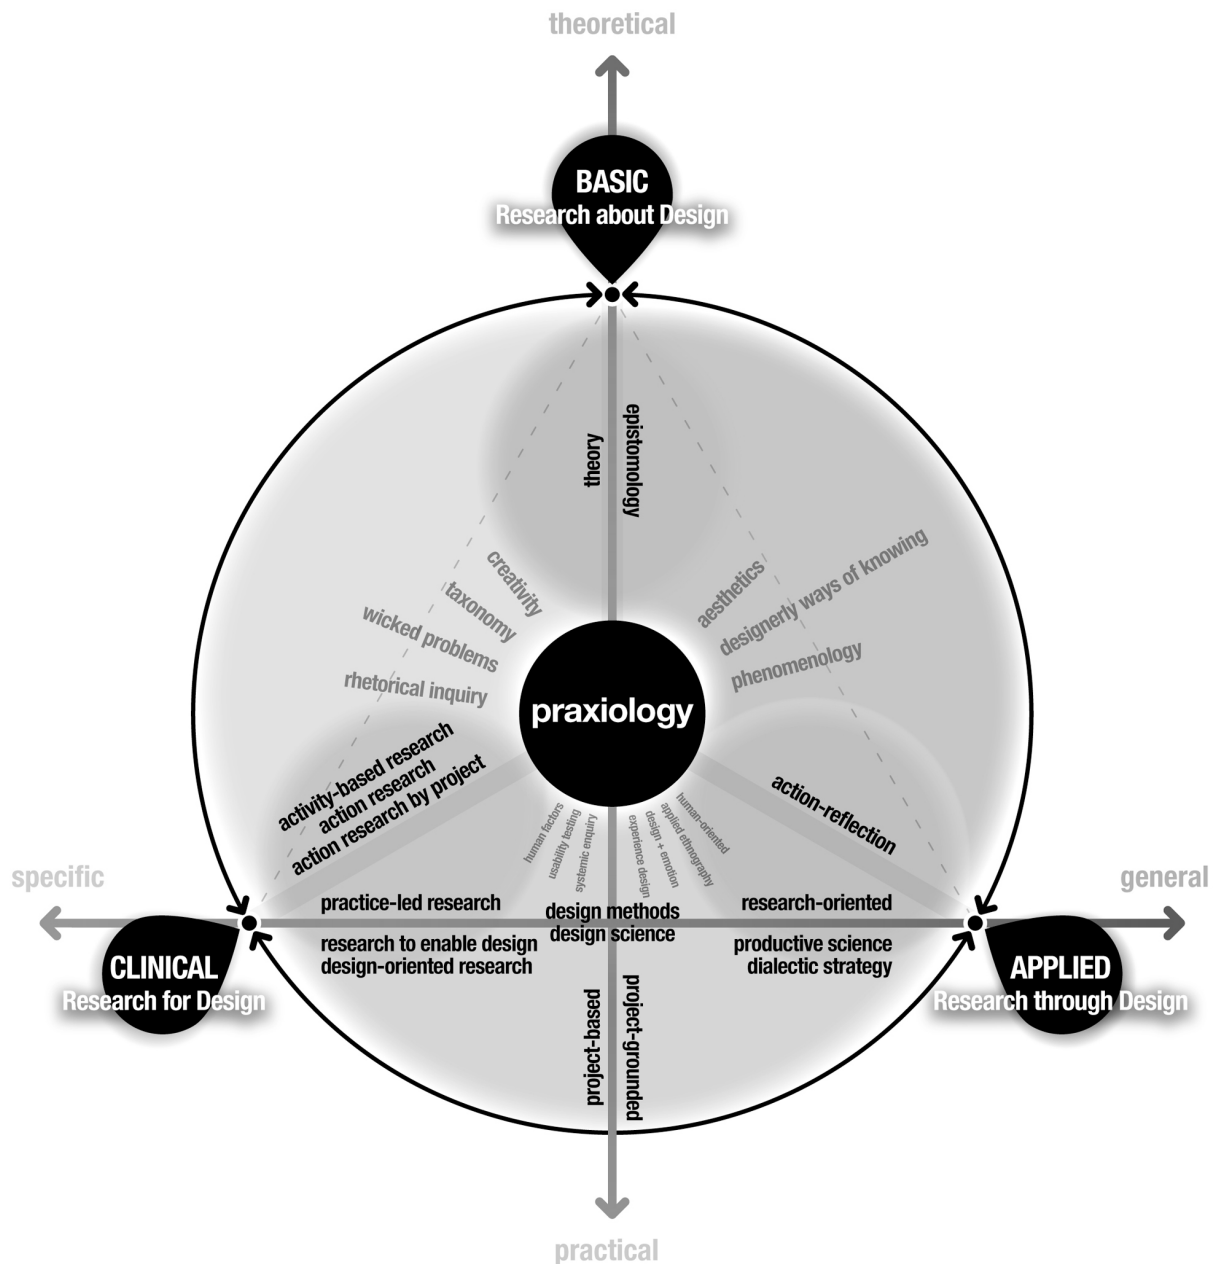 theoretical
BASIC
Research about Design
theory
epistomology
creativity
taxonomy
wicked problems
rhetorical inquiry
aesthetics
designerly ways of knowing
phenomenology
praxiology
activity-based research
action research
action research by project
action-reflection
human factors
usability testing
systemic enquiry
experience design
design + emotion
applied ethnography
human-oriented
specific
general
practice-led research
design methods
research-oriented
design science
research to enable design
design-oriented research
productive science
dialectic strategy
CLINICAL
Research for Design
APPLIED
Research through Design
project-based
project-grounded
practical